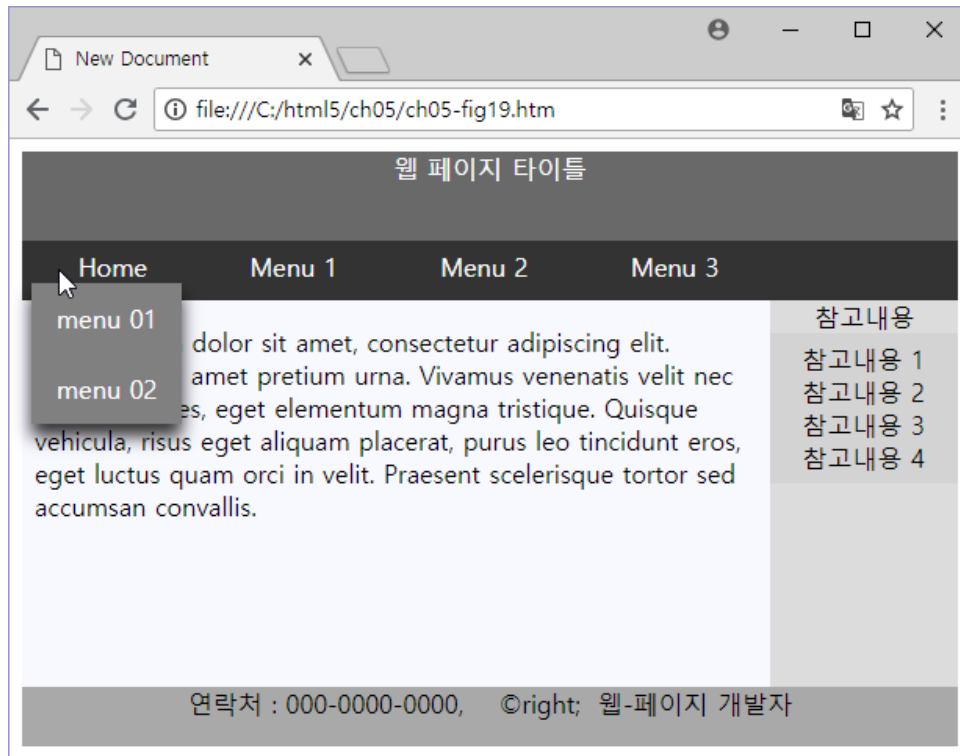 New Document
file:///C:/html5/ch05/ch05-fig19.htm
웹 페이지 타이틀
Home Menu 1 Menu 2 Menu 3
menu 01
menu 02
dolor sit amet, consectetur adipiscing elit.
amet pretium urna. Vivamus venenatis velit nec
es, eget elementum magna tristique. Quisque
vehicula, risus eget aliquam placerat, purus leo tincidunt eros,
eget luctus quam orci in velit. Praesent scelerisque tortor sed
accumsan convallis.
참고내용
참고내용 1
참고내용 2
참고내용 3
참고내용 4
연락처 : 000-0000-0000, ©right; 웹-페이지 개발자